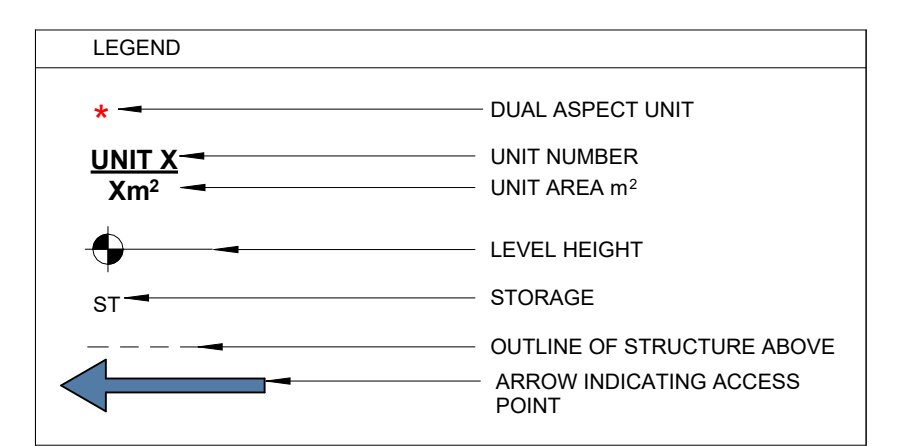 LEGEND
* DUAL ASPECT UNIT
UNIT X UNIT NUMBER
Xm² UNIT AREA m²
LEVEL HEIGHT
ST STORAGE
OUTLINE OF STRUCTURE ABOVE
ARROW INDICATING ACCESS
POINT